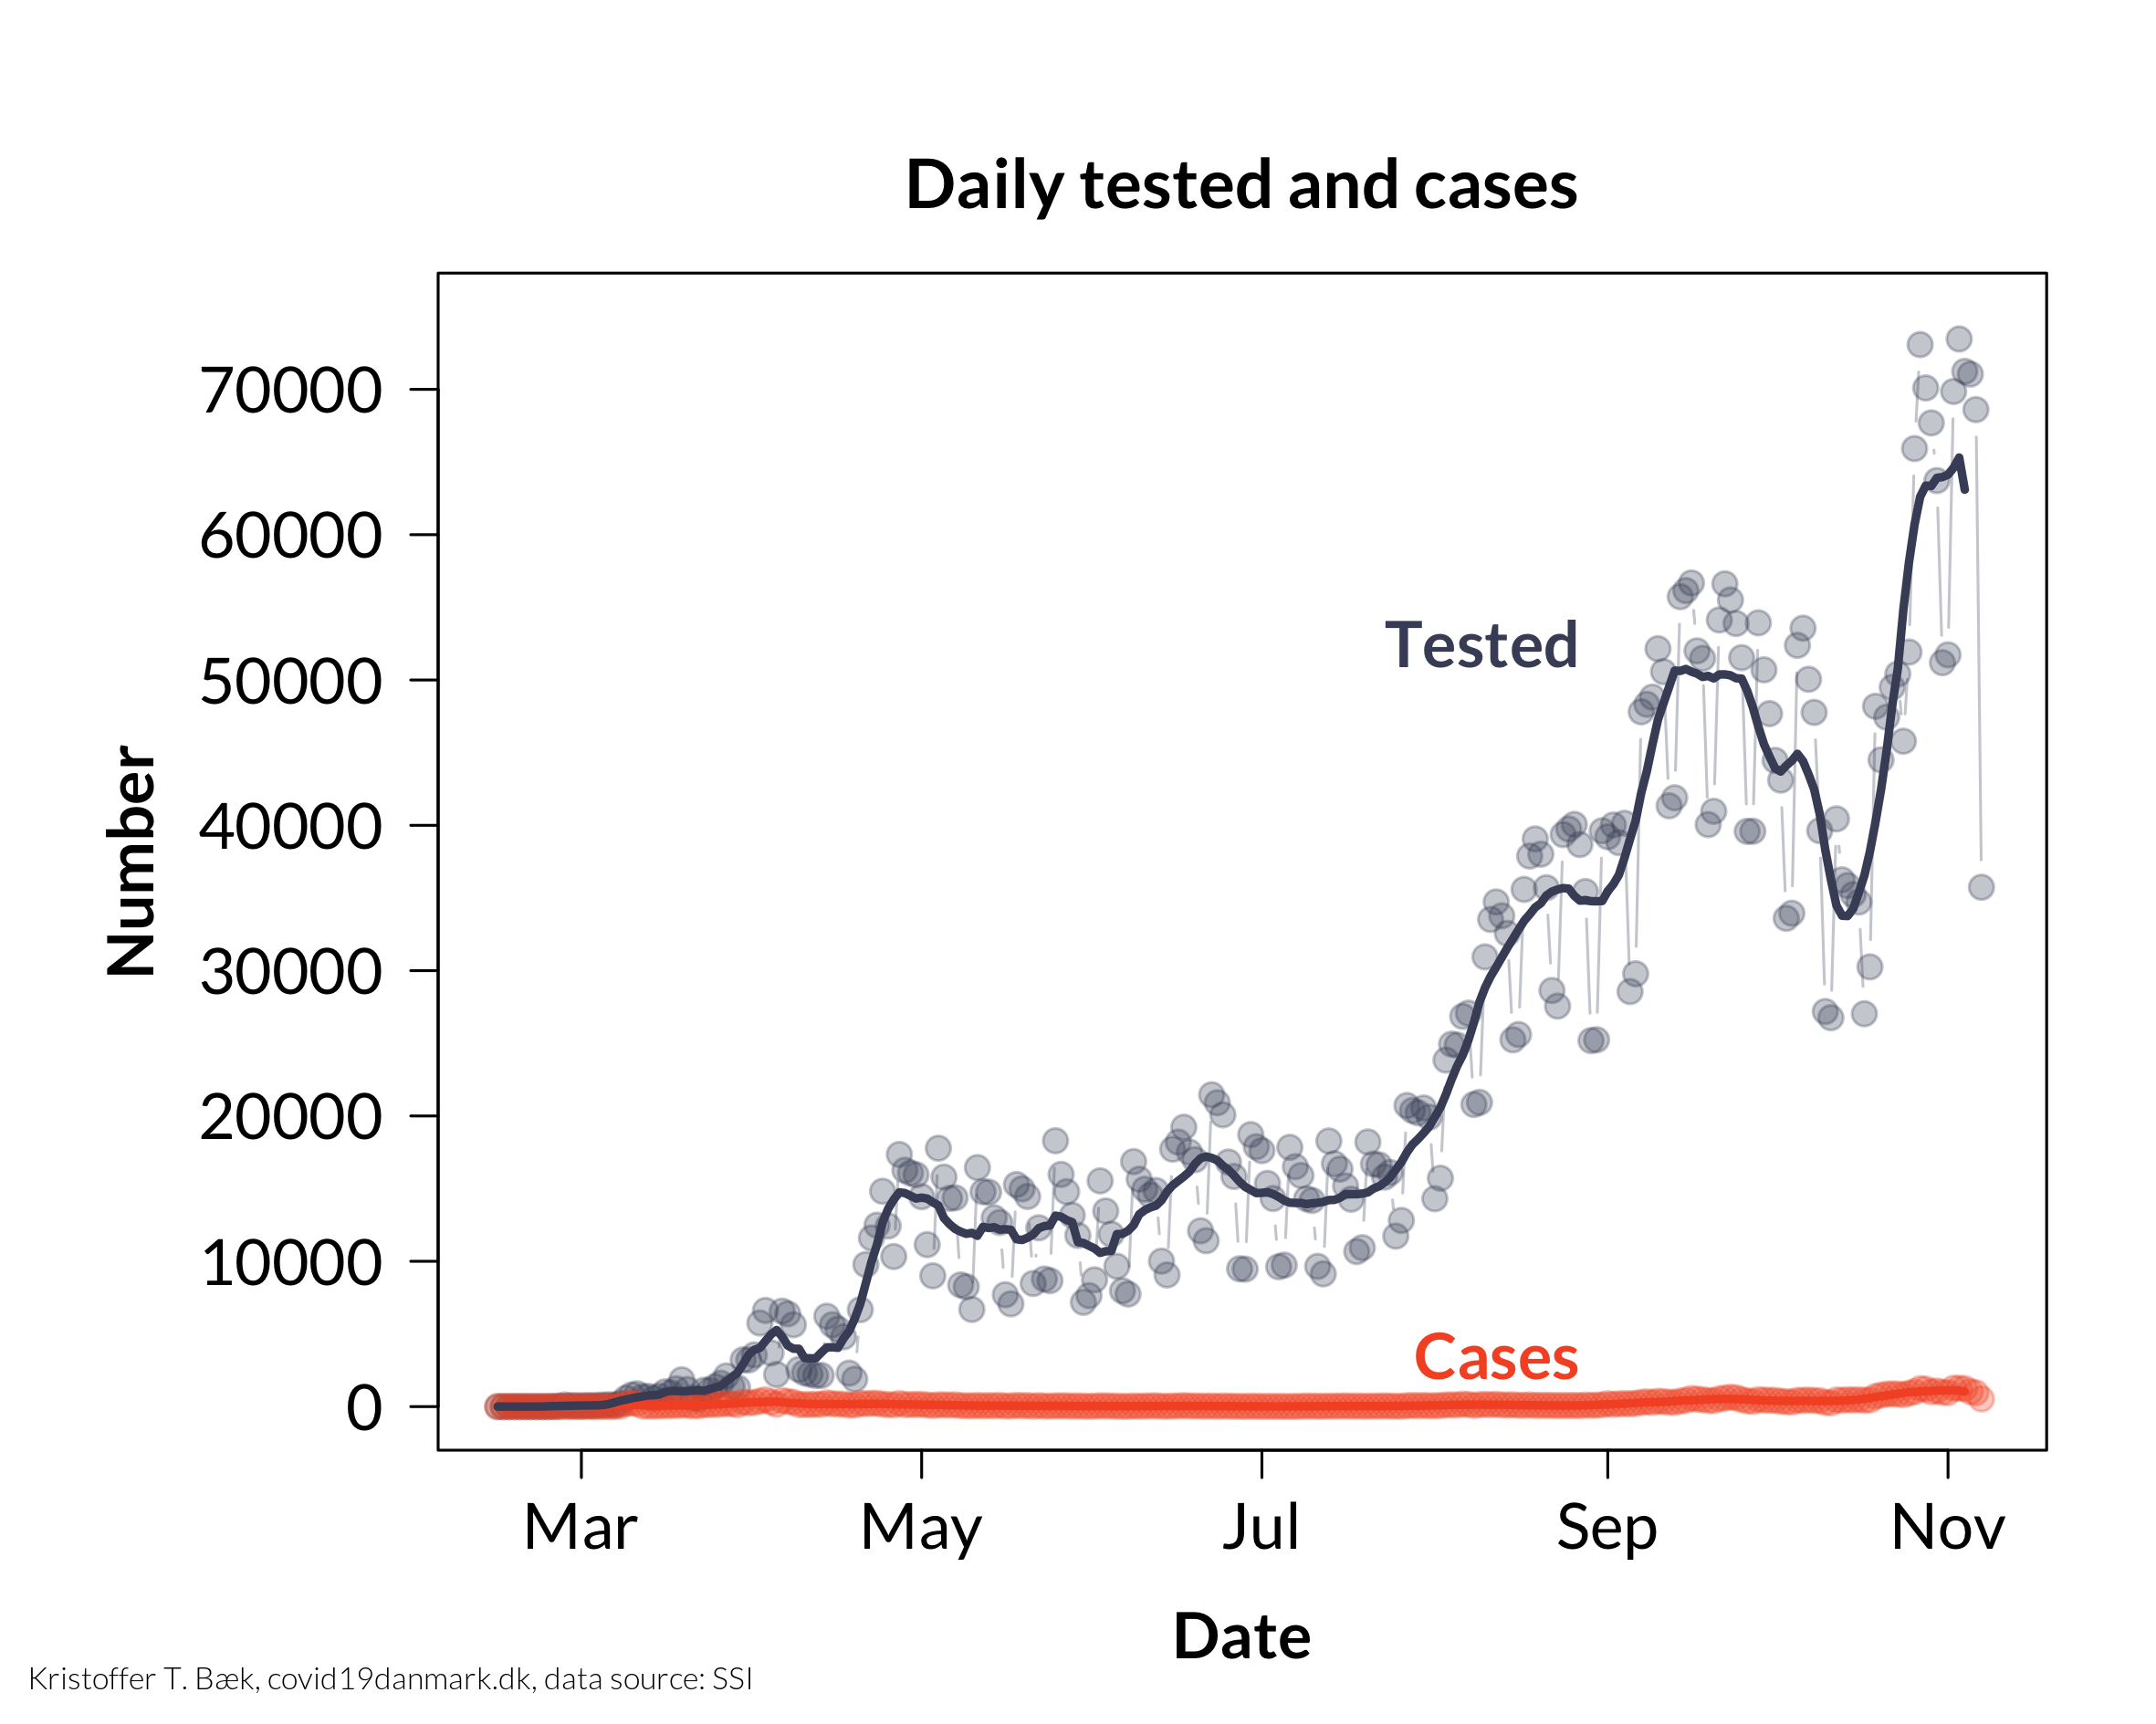 Daily tested and cases
70000
60000
50000
40000
30000
20000
10000
0
Number
Tested
Cases
Mar May Jul Sep Nov
Date
Kristoffer T. Bæk, covid19danmark.dk, data source: SSI